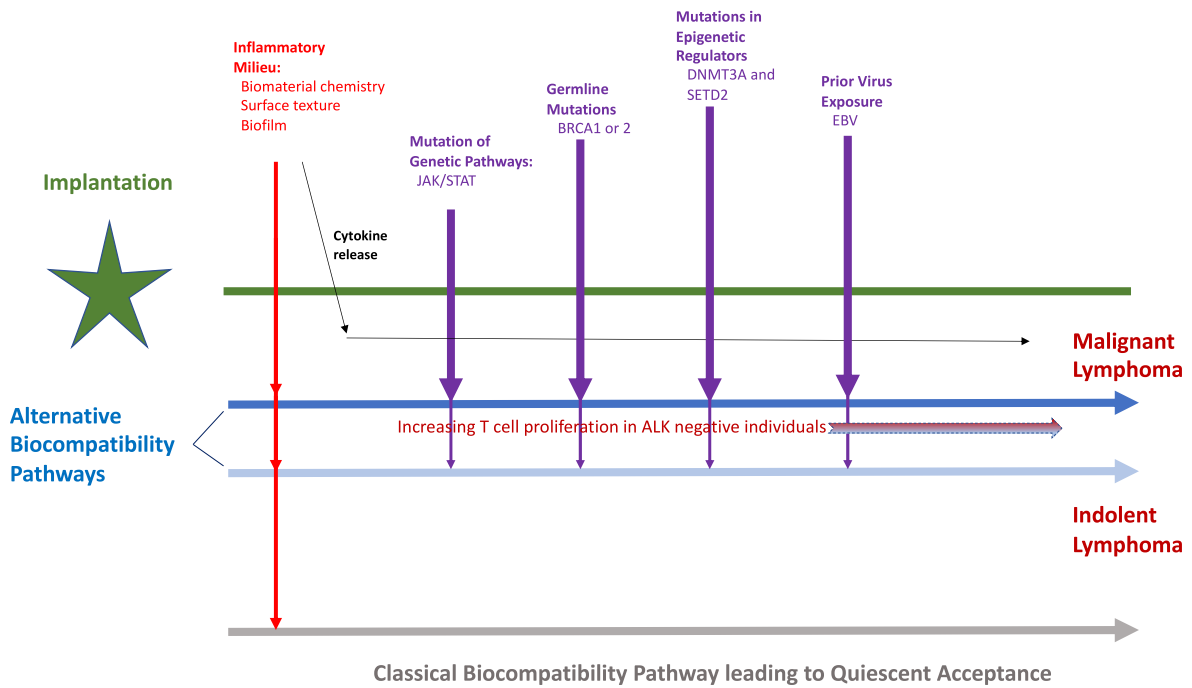 Inflammatory
Milieu:
Biomaterial chemistry
Surface texture
Biofilm
Mutation of
Genetic Pathways:
JAK/STAT
Germline
Mutations
BRCA1 or 2
Mutations in
Epigenetic
Regulators
DNMT3A and
SETD2
Prior Virus
Exposure
EBV
Implantation
Cytokine
release
Malignant
Lymphoma
Alternative
Biocompatibility
Pathways
Increasing T cell proliferation in ALK negative individuals
Indolent
Lymphoma
Classical Biocompatibility Pathway leading to Quiescent Acceptance